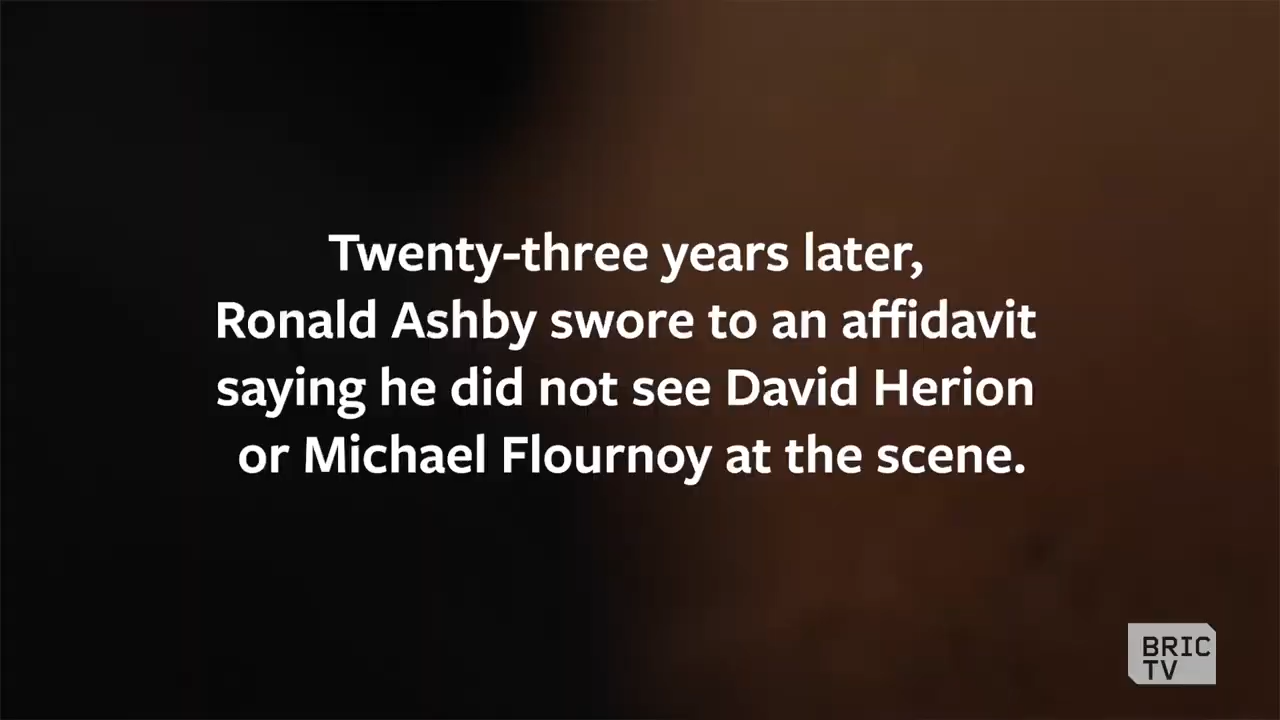 Twenty-three years later,
Ronald Ashby swore to an affidavit
saying he did not see David Herion
or Michael Flournoy at the scene.
BRIC
TV